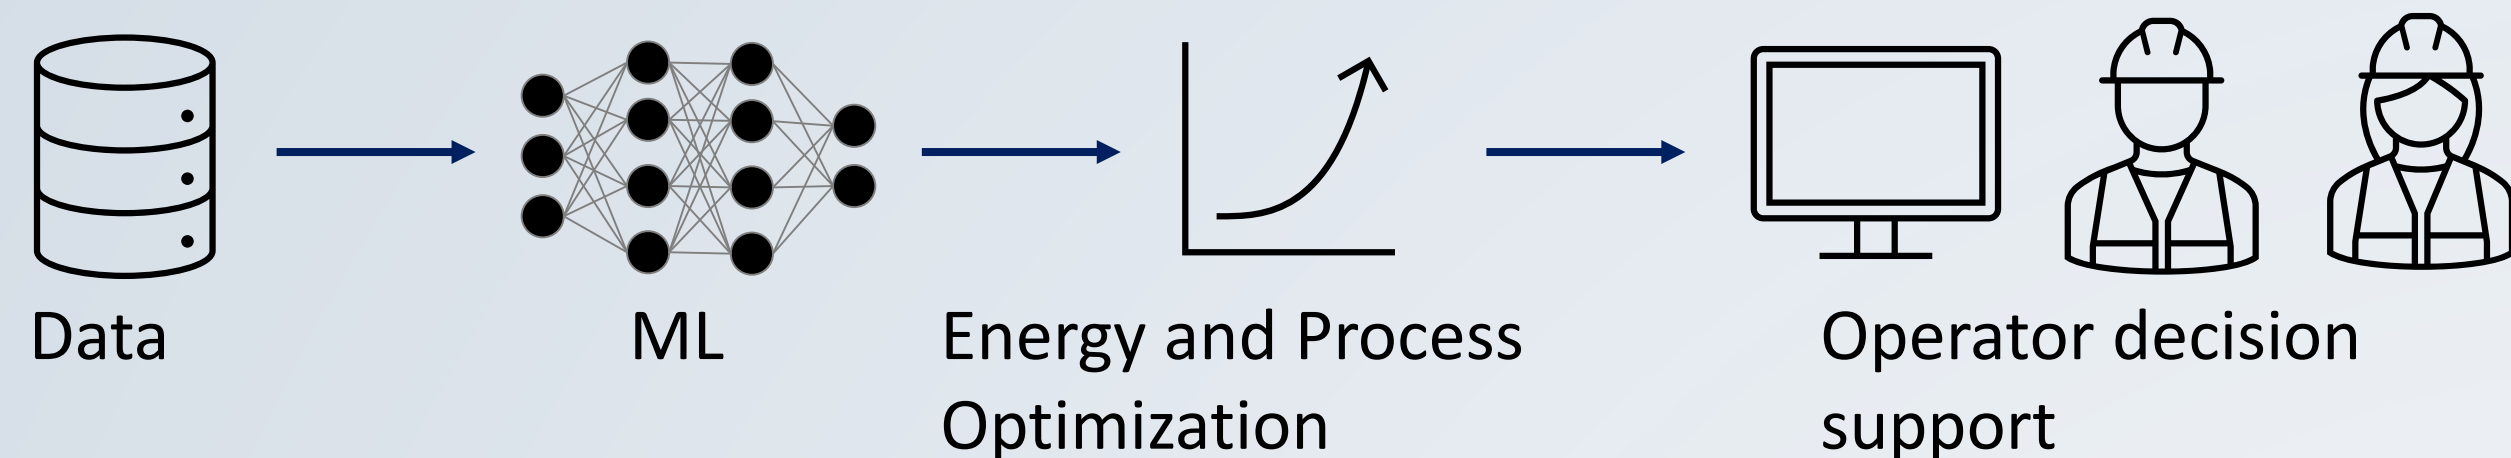 Data
ML
Energy and Process
Optimization
Operator decision
support